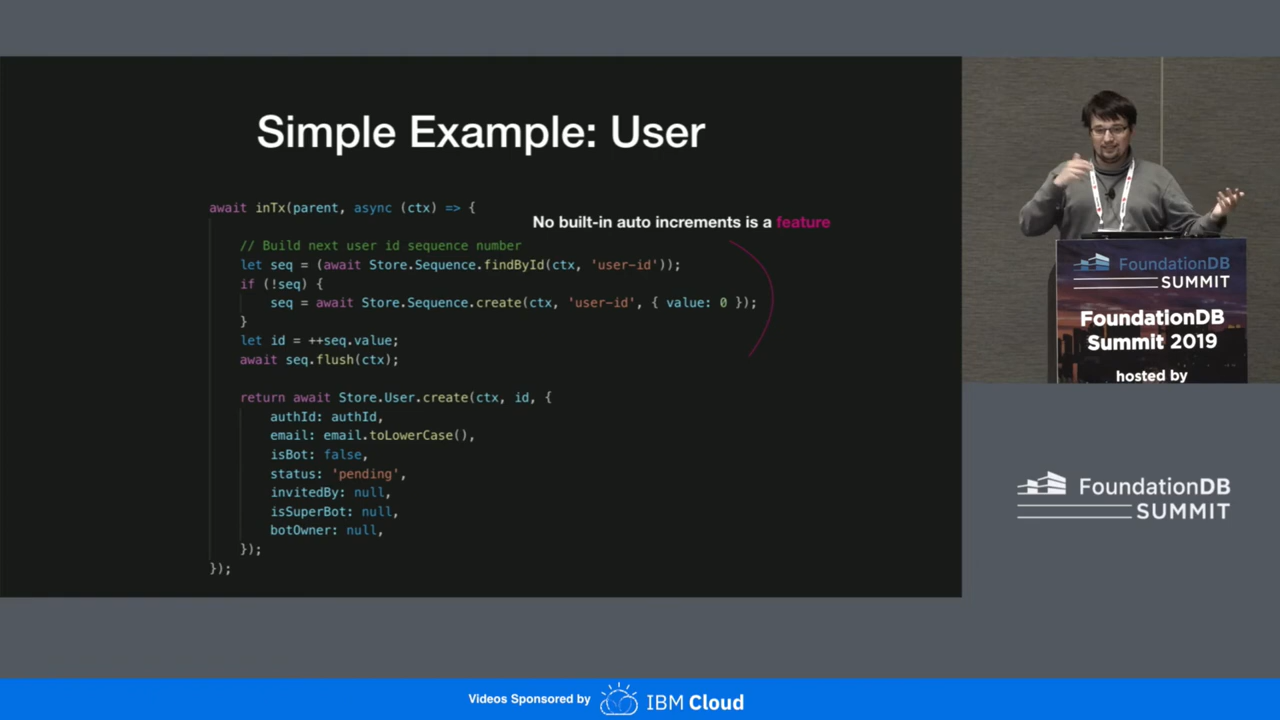 Simple Example: User
await inTx(parent, async (ctx) => {
No built-in auto increments is a feature
// Build next user id sequence number
let seq = (await Store.Sequence.findById(ctx, 'user-id'));
if (!seq) {
seq = await Store.Sequence.create(ctx, 'user-id', { value: 0 });
}
let id = ++seq.value;
await seq.flush(ctx);
return await Store.User.create(ctx, id, {
authId: authId,
email: email.toLowerCase(),
isBot: false,
status: 'pending',
invitedBy: null,
isSuperBot: null,
botOwner: null,
});
});
FoundationDB
SUMMIT
FoundationDB
Summit 2019
hosted by
FoundationDB
SUMMIT
Videos Sponsored by IBM Cloud